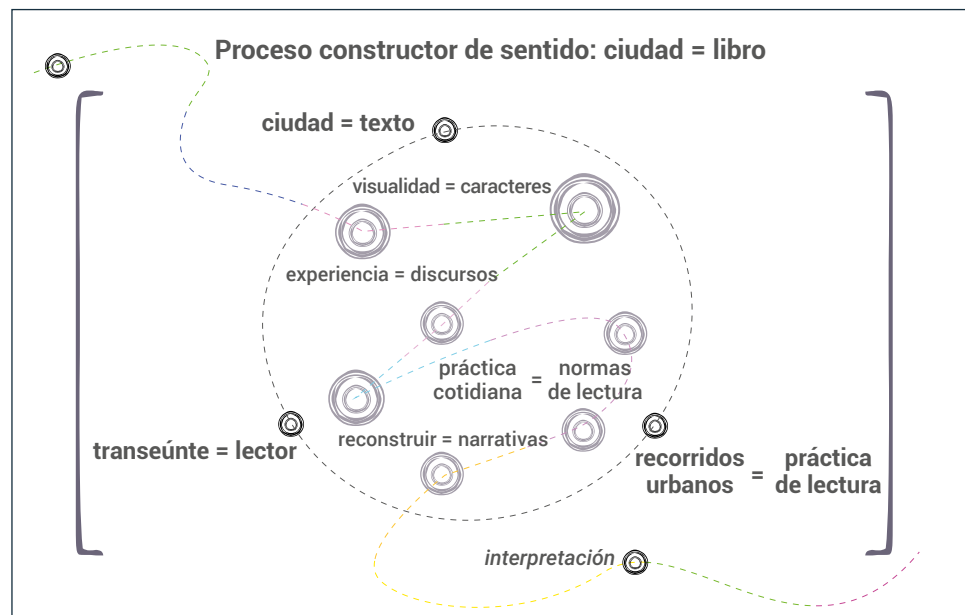 Proceso constructor de sentido: ciudad = libro
ciudad = texto
visualidad = caracteres
experiencia = discursos
práctica cotidiana = normas de lectura
reconstruir = narrativas
transeúnte = lector
recorridos urbanos = práctica de lectura
interpretación